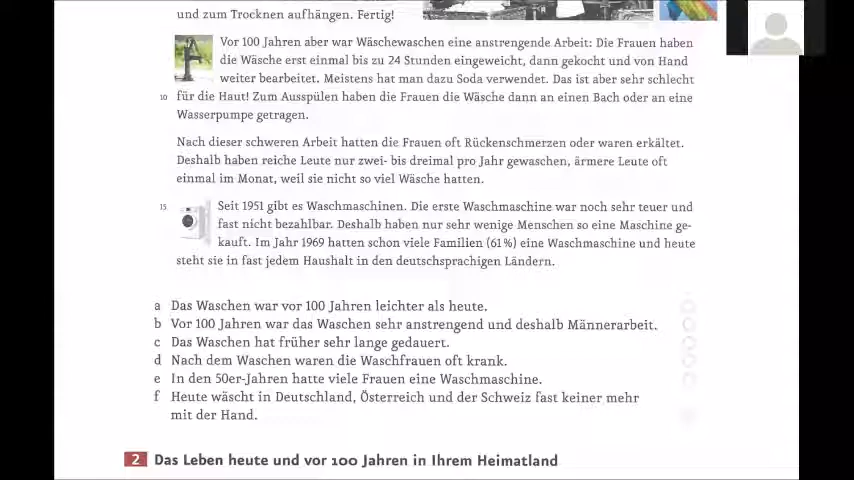 und zum Trocknen aufhängen. Fertig!
Vor 100 Jahren aber war Wäschewaschen eine anstrengende Arbeit: Die Frauen haben
die Wäsche erst einmal bis zu 24 Stunden eingeweicht, dann gekocht und von Hand
weiter bearbeitet. Meistens hat man dazu Soda verwendet. Das ist aber sehr schlecht
10 für die Haut! Zum Ausspülen haben die Frauen die Wäsche dann an einen Bach oder an eine
Wasserpumpe getragen.
Nach dieser schweren Arbeit hatten die Frauen oft Rückenschmerzen oder waren erkältet.
Deshalb haben reiche Leute nur zwei- bis dreimal pro Jahr gewaschen, ärmere Leute oft
einmal im Monat, weil sie nicht so viel Wäsche hatten.
15 Seit 1951 gibt es Waschmaschinen. Die erste Waschmaschine war noch sehr teuer und
fast nicht bezahlbar. Deshalb haben nur sehr wenige Menschen so eine Maschine ge-
kauft. Im Jahr 1969 hatten schon viele Familien (61 %) eine Waschmaschine und heute
steht sie in fast jedem Haushalt in den deutschsprachigen Ländern.
a Das Waschen war vor 100 Jahren leichter als heute.
b Vor 100 Jahren war das Waschen sehr anstrengend und deshalb Männerarbeit.
c Das Waschen hat früher sehr lange gedauert.
d Nach dem Waschen waren die Waschfrauen oft krank.
e In den 50er-Jahren hatte viele Frauen eine Waschmaschine.
f Heute wäscht in Deutschland, Österreich und der Schweiz fast keiner mehr
mit der Hand.
2 Das Leben heute und vor 100 Jahren in Ihrem Heimatland